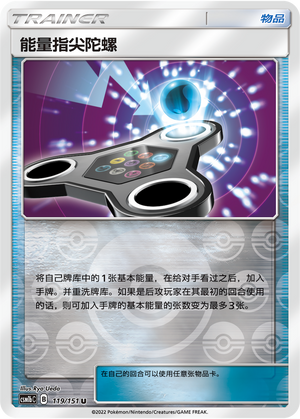 TRAINER
物品
能量指尖陀螺
将自己牌库中的1张基本能量，在给对手看过之后，加入
手牌。并重洗牌库。如果是后攻玩家在其最初的回合使用
的话，则可加入手牌的基本能量的张数变为最多3张。
Illus. Ryo Ueda
csm1bC D 119/151 U
在自己的回合可以使用任意张物品卡。
©2022 Pokémon/Nintendo/Creatures/GAME FREAK.